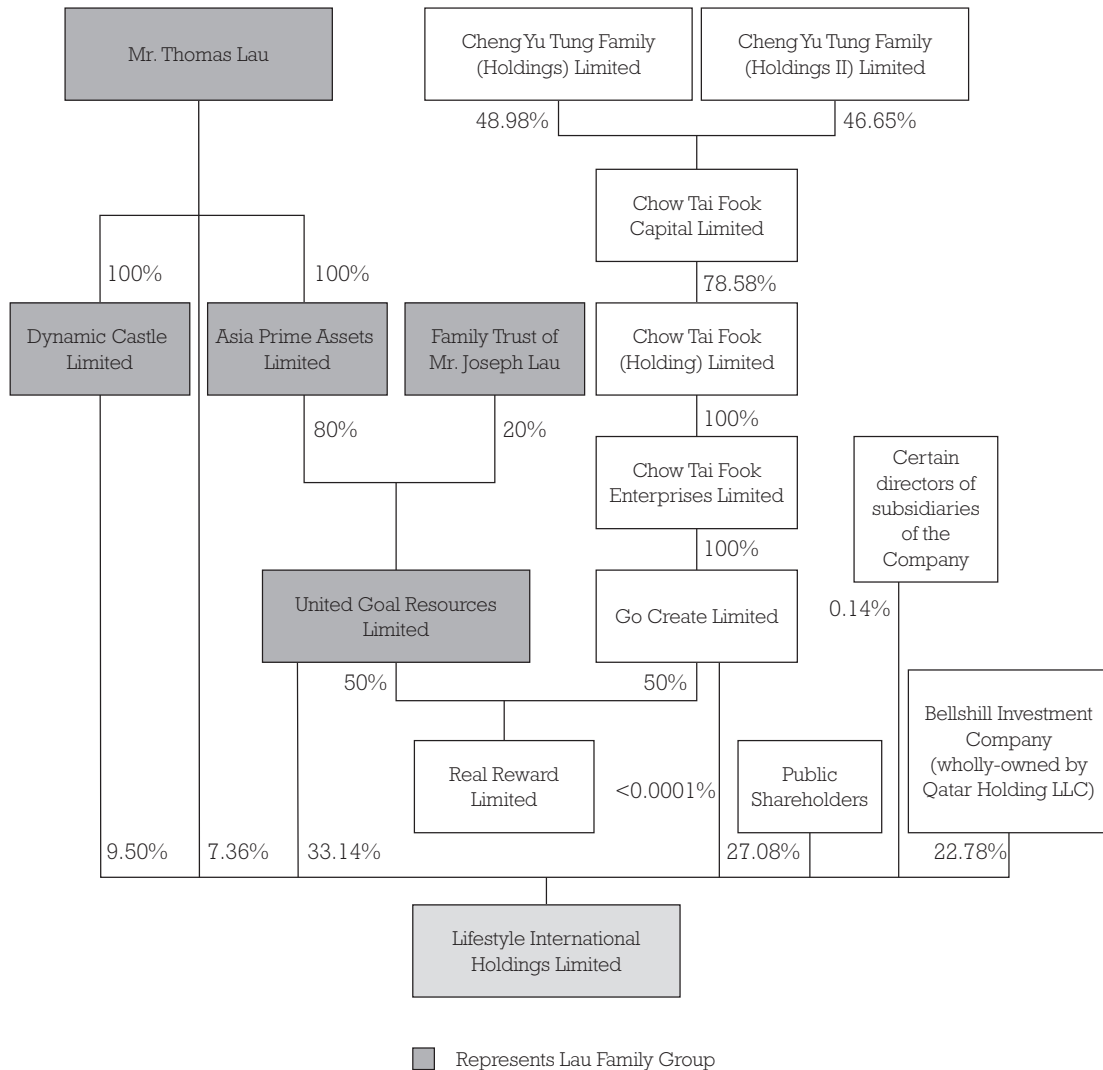 Mr. Thomas Lau
Cheng Yu Tung Family
(Holdings) Limited
Cheng Yu Tung Family
(Holdings II) Limited
48.98%
46.65%
Chow Tai Fook
Capital Limited
100%
100%
78.58%
Dynamic Castle
Limited
Asia Prime Assets
Limited
Family Trust of
Mr. Joseph Lau
Chow Tai Fook
(Holding) Limited
80%
20%
100%
Chow Tai Fook
Enterprises Limited
Certain
directors of
subsidiaries
of the
Company
100%
United Goal Resources
Limited
Go Create Limited
0.14%
50%
50%
Bellshill Investment
Company
(wholly-owned by
Qatar Holding LLC)
Real Reward
Limited
<0.0001%
Public
Shareholders
9.50%
7.36%
33.14%
27.08%
22.78%
Lifestyle International
Holdings Limited
Represents Lau Family Group